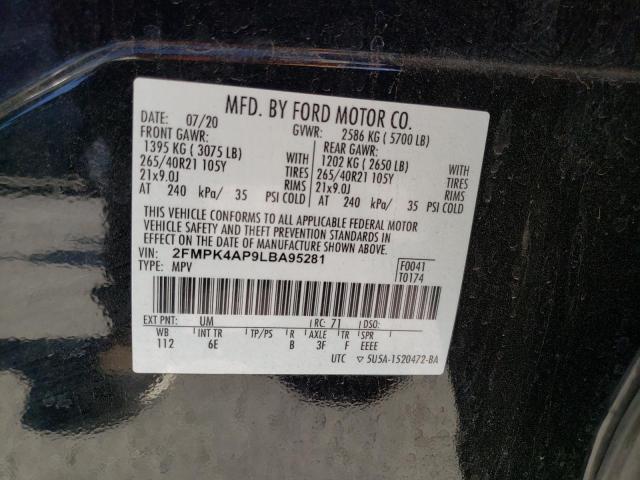 MFD. BY FORD MOTOR CO.
DATE: 07/20 GVWR: 2586 KG ( 5700 LB)
FRONT GAWR: REAR GAWR:
1395 KG ( 3075 LB) WITH 1202 KG ( 2650 LB) WITH
265/40R21 105Y TIRES 265/40R21 105Y TIRES
21x9.0J RIMS 21x9.0J RIMS
AT 240 kPa/ 35 PSI COLD AT 240 kPa/ 35 PSI COLD
THIS VEHICLE CONFORMS TO ALL APPLICABLE FEDERAL MOTOR
VEHICLE SAFETY AND THEFT PREVENTION STANDARDS IN
EFFECT ON THE DATE OF MANUFACTURE SHOWN ABOVE.
VIN: 2FMPK4AP9LBA95281
TYPE: MPV F0041
T0174
EXT PNT: UM RC: 71 DSO:
WB INT TR TP/PS R AXLE TR SPR
112 6E B 3F F EEEE
UTC ▽ 5U5A-1520472-BA